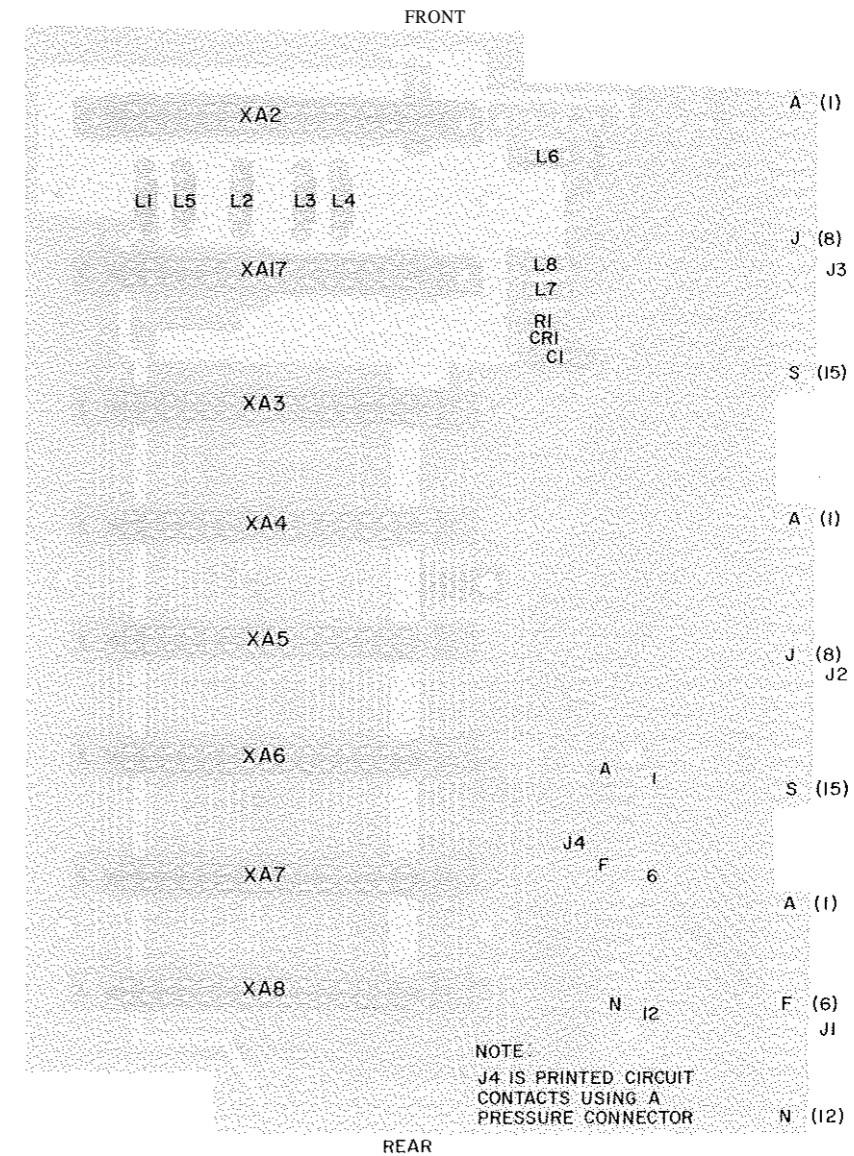 FRONT
XA2
A (1)
L6
L1 L5 L2 L3 L4
J (8)
J3
XA17
L8
L7
R1
CR1
C1
S (15)
XA3
XA4
A (1)
XA5
J (8)
J2
XA6
A 1
S (15)
J4
F 6
XA7
A (1)
XA8
N 12
F (6)
J1
NOTE:
J4 IS PRINTED CIRCUIT
CONTACTS USING A
PRESSURE CONNECTOR
N (12)
REAR